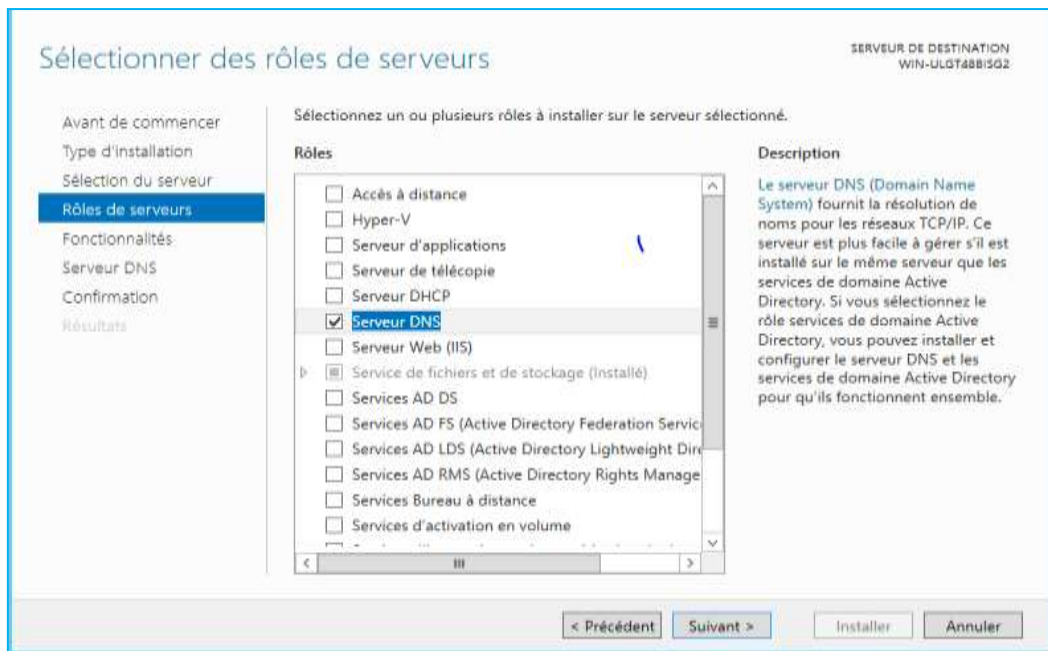 Sélectionner des rôles de serveurs
SERVEUR DE DESTINATION
WIN-ULGT48BISG2
Avant de commencer
Type d'installation
Sélection du serveur
Rôles de serveurs
Fonctionnalités
Serveur DNS
Confirmation
Résultats
Sélectionnez un ou plusieurs rôles à installer sur le serveur sélectionné.
Rôles
Accès à distance
Hyper-V
Serveur d'applications
Serveur de télécopie
Serveur DHCP
Serveur DNS
Serveur Web (IIS)
Service de fichiers et de stockage (Installé)
Services AD DS
Services AD FS (Active Directory Federation Servic
Services AD LDS (Active Directory Lightweight Dire
Services AD RMS (Active Directory Rights Manage
Services Bureau à distance
Services d'activation en volume
Description
Le serveur DNS (Domain Name
System) fournit la résolution de
noms pour les réseaux TCP/IP. Ce
serveur est plus facile à gérer s'il est
installé sur le même serveur que les
services de domaine Active
Directory. Si vous sélectionnez le
rôle services de domaine Active
Directory, vous pouvez installer et
configurer le serveur DNS et les
services de domaine Active Directory
pour qu'ils fonctionnent ensemble.
< Précédent
Suivant >
Installer
Annuler